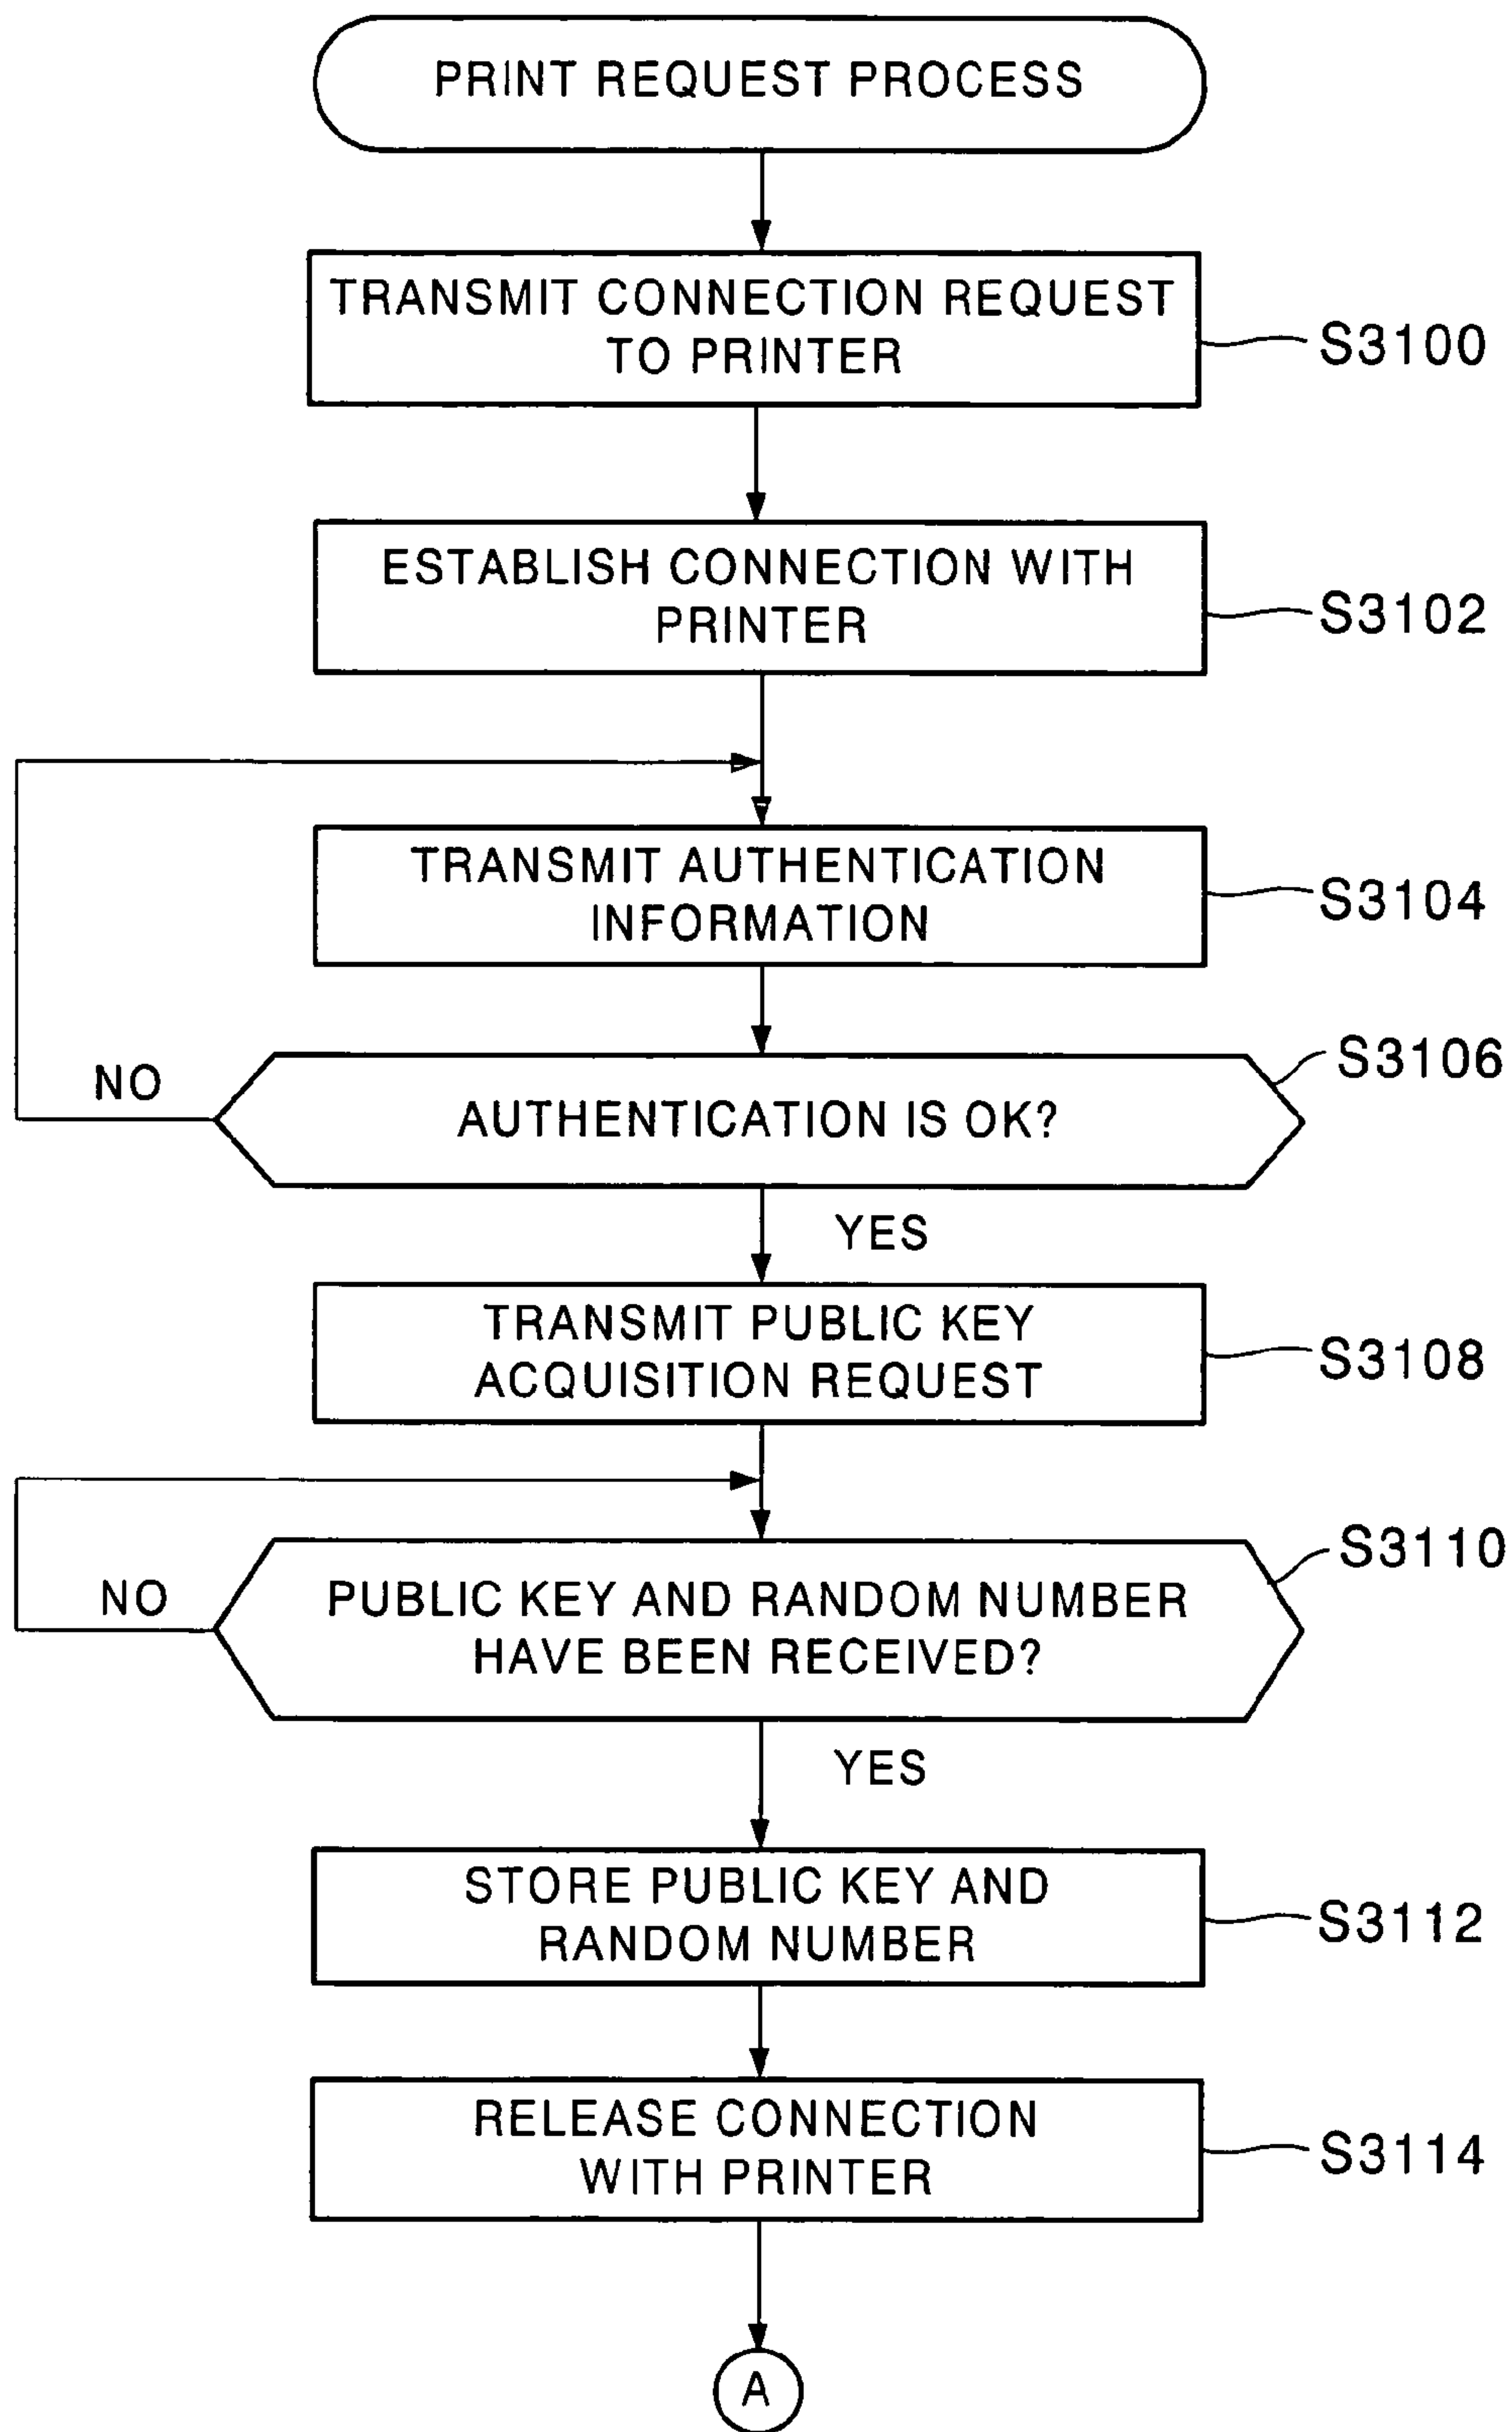 PRINT REQUEST PROCESS
TRANSMIT CONNECTION REQUEST
TO PRINTER
S3100
ESTABLISH CONNECTION WITH
PRINTER
S3102
TRANSMIT AUTHENTICATION
INFORMATION
S3104
S3106
NO
AUTHENTICATION IS OK?
YES
TRANSMIT PUBLIC KEY
ACQUISITION REQUEST
S3108
S3110
NO
PUBLIC KEY AND RANDOM NUMBER
HAVE BEEN RECEIVED?
YES
STORE PUBLIC KEY AND
RANDOM NUMBER
S3112
RELEASE CONNECTION
WITH PRINTER
S3114
A